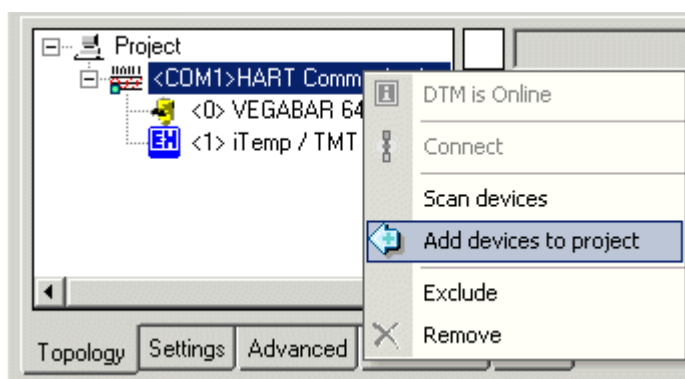 Project
<COM1>HART Comm
<0> VEGABAR 64
<1> iTemp / TMT
DTM is Online
Connect
Scan devices
Add devices to project
Exclude
Remove
Topology
Settings
Advanced